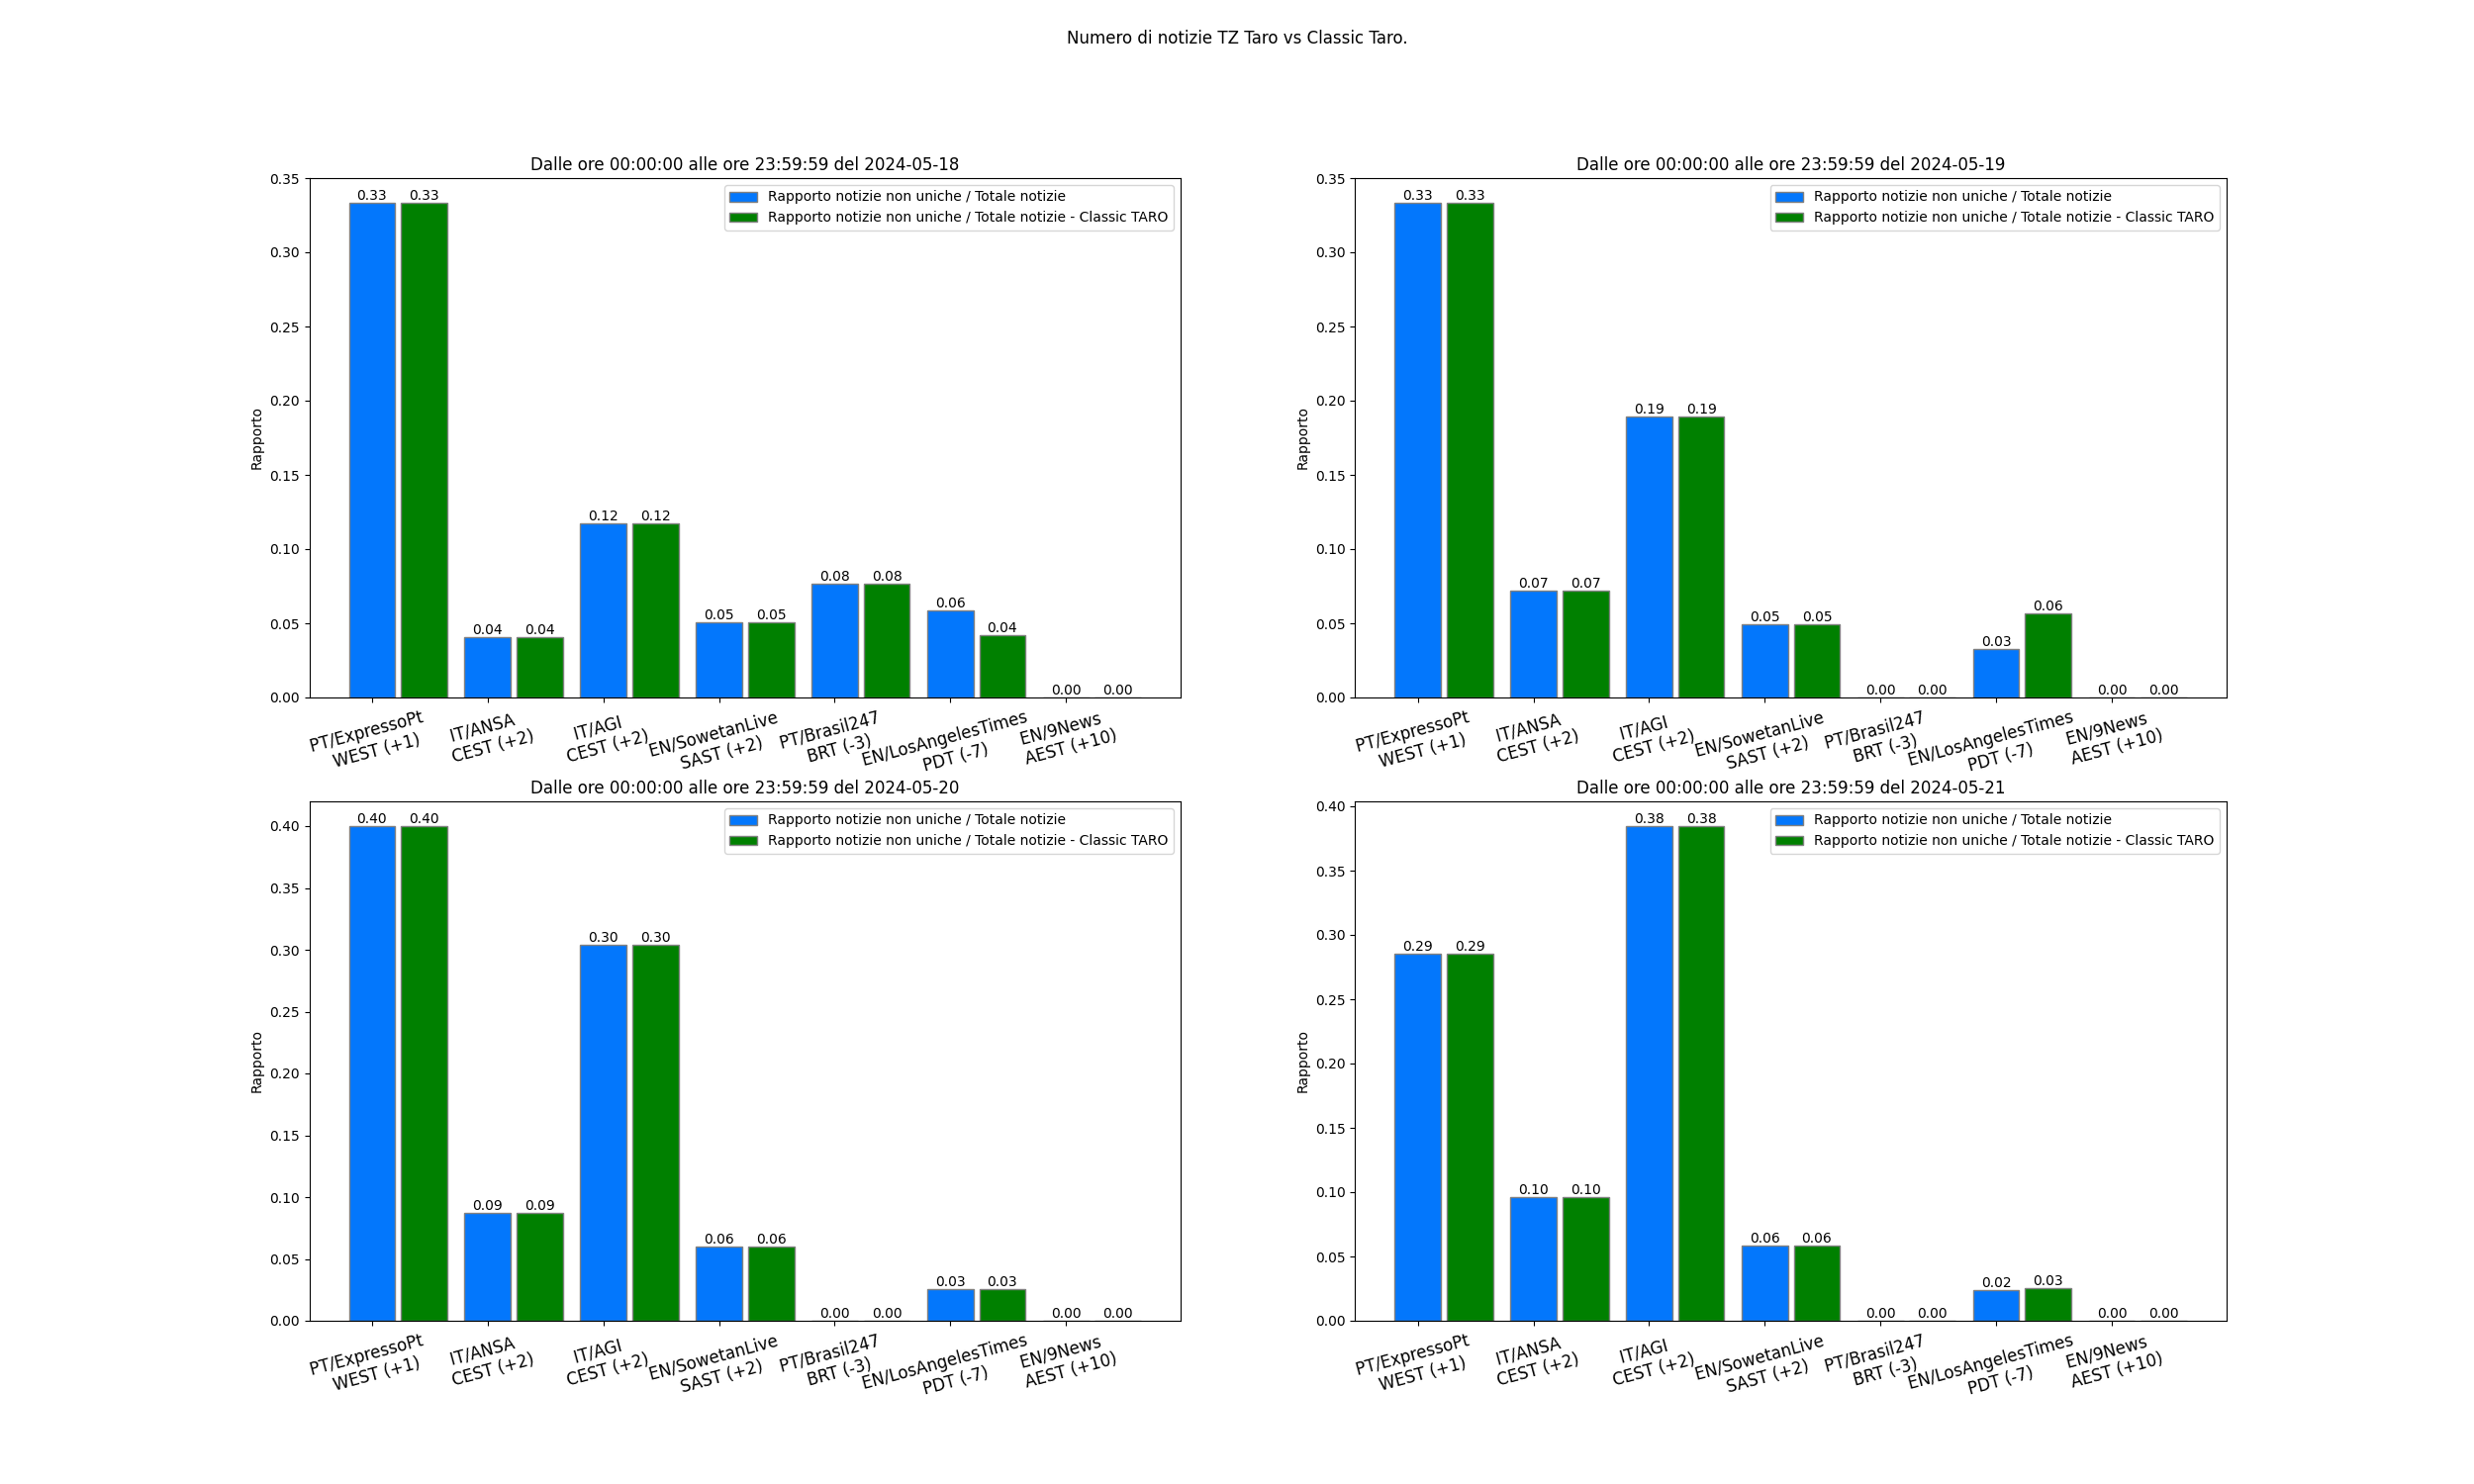 Numero di notizie TZ Taro vs Classic Taro.
Dalle ore 00:00:00 alle ore 23:59:59 del 2024-05-18
Rapporto notizie non uniche / Totale notizie
Rapporto notizie non uniche / Totale notizie - Classic TARO
Rapporto
0.35
0.30
0.25
0.20
0.15
0.10
0.05
0.00
0.33 0.33 0.04 0.04 0.12 0.12 0.05 0.05 0.08 0.08 0.06 0.04 0.00 0.00
PT/ExpressoPt
WEST (+1)
IT/ANSA
CEST (+2)
IT/AGI
CEST (+2)
EN/SowetanLive
SAST (+2)
PT/Brasil247
BRT (-3)
EN/LosAngelesTimes
PDT (-7)
EN/9News
AEST (+10)
Dalle ore 00:00:00 alle ore 23:59:59 del 2024-05-19
Rapporto notizie non uniche / Totale notizie
Rapporto notizie non uniche / Totale notizie - Classic TARO
Rapporto
0.35
0.30
0.25
0.20
0.15
0.10
0.05
0.00
0.33 0.33 0.07 0.07 0.19 0.19 0.05 0.05 0.00 0.00 0.03 0.06 0.00 0.00
PT/ExpressoPt
WEST (+1)
IT/ANSA
CEST (+2)
IT/AGI
CEST (+2)
EN/SowetanLive
SAST (+2)
PT/Brasil247
BRT (-3)
EN/LosAngelesTimes
PDT (-7)
EN/9News
AEST (+10)
Dalle ore 00:00:00 alle ore 23:59:59 del 2024-05-20
Rapporto notizie non uniche / Totale notizie
Rapporto notizie non uniche / Totale notizie - Classic TARO
Rapporto
0.40
0.35
0.30
0.25
0.20
0.15
0.10
0.05
0.00
0.40 0.40 0.09 0.09 0.30 0.30 0.06 0.06 0.00 0.00 0.03 0.03 0.00 0.00
PT/ExpressoPt
WEST (+1)
IT/ANSA
CEST (+2)
IT/AGI
CEST (+2)
EN/SowetanLive
SAST (+2)
PT/Brasil247
BRT (-3)
EN/LosAngelesTimes
PDT (-7)
EN/9News
AEST (+10)
Dalle ore 00:00:00 alle ore 23:59:59 del 2024-05-21
Rapporto notizie non uniche / Totale notizie
Rapporto notizie non uniche / Totale notizie - Classic TARO
Rapporto
0.40
0.35
0.30
0.25
0.20
0.15
0.10
0.05
0.00
0.29 0.29 0.10 0.10 0.38 0.38 0.06 0.06 0.00 0.00 0.02 0.03 0.00 0.00
PT/ExpressoPt
WEST (+1)
IT/ANSA
CEST (+2)
IT/AGI
CEST (+2)
EN/SowetanLive
SAST (+2)
PT/Brasil247
BRT (-3)
EN/LosAngelesTimes
PDT (-7)
EN/9News
AEST (+10)